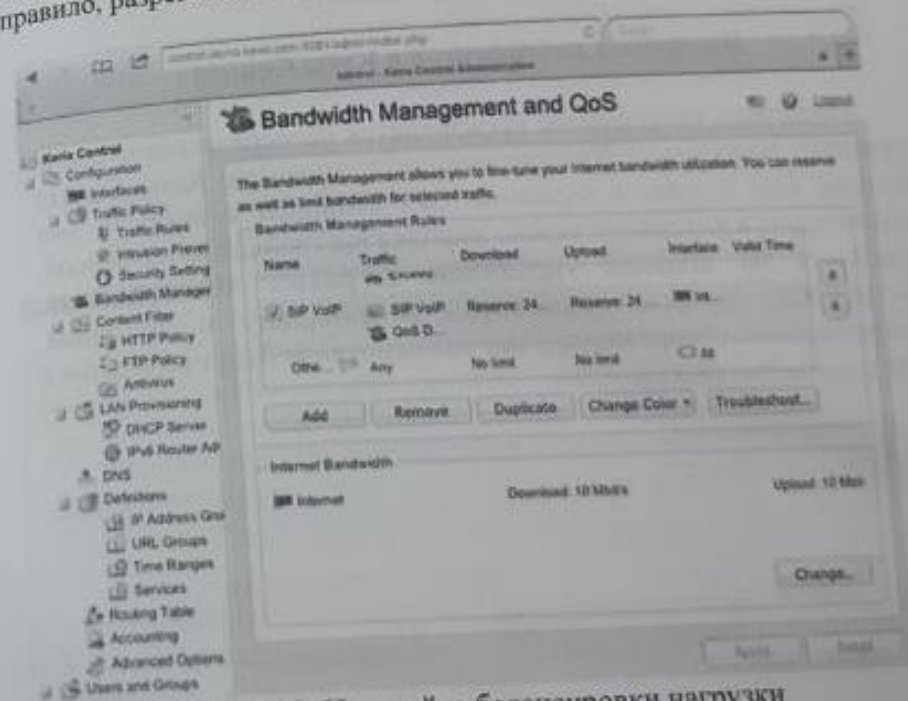 правило,
Bandwidth Management and QoS
Logout
Kerio Control
Configuration
Interfaces
Traffic Policy
Traffic Rules
Intrusion Preven
Security Setting
Bandwidth Manager
Content Filter
HTTP Policy
FTP Policy
Antivirus
LAN Provisioning
DHCP Server
IPv6 Router
DNS
Definitions
IP Address Grou
URL Groups
Time Ranges
Services
Routing Table
Accounting
Advanced Options
Users and Groups
The Bandwidth Management allows you to fine-tune your Internet bandwidth utilization. You can reserve
as well as limit bandwidth for selected traffic.
Bandwidth Management Rules
Name Traffic Download Upload Interface Valid Time
SIP VoIP SIP VoIP Reserve: 24... Reserve: 24...
QoS D...
Othe... Any No limit No limit All
Add Remove Duplicate Change Color Troubleshoot...
Internet Bandwidth
Internet Download: 10 Mbit/s Upload: 10 Mbit
Change...
Apply Reset
балансировки нагрузки